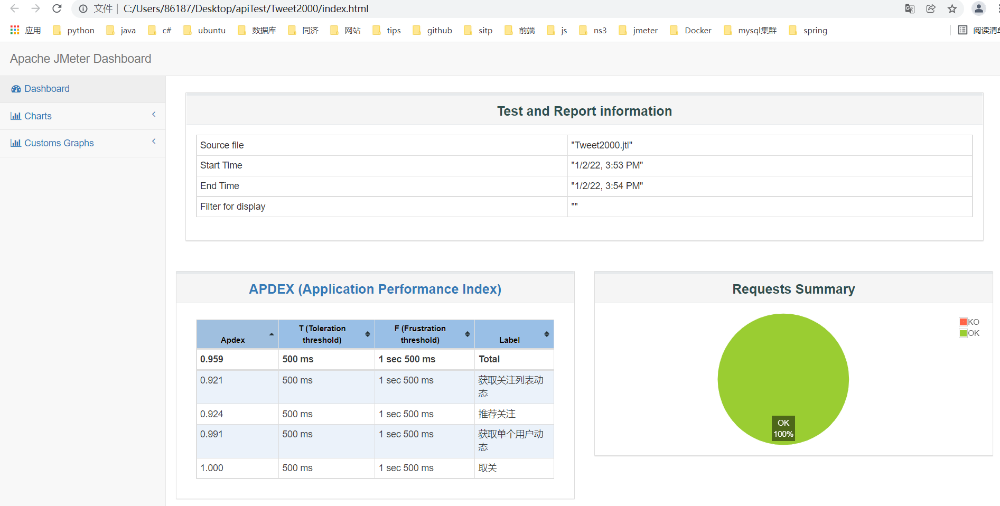 文件 | C:/Users/86187/Desktop/apiTest/Tweet2000/index.html
应用 python java c# ubuntu 数据库 同济 网站 tips github sitp 前端 js ns3 jmeter Docker mysql集群 spring 阅读清单
Apache JMeter Dashboard
Dashboard
Charts
Customs Graphs
Test and Report information
Source file "Tweet2000.jtl"
Start Time "1/2/22, 3:53 PM"
End Time "1/2/22, 3:54 PM"
Filter for display ""
APDEX (Application Performance Index)
Apdex T (Toleration threshold) F (Frustration threshold) Label
0.959 500 ms 1 sec 500 ms Total
0.921 500 ms 1 sec 500 ms 获取关注列表动
态
0.924 500 ms 1 sec 500 ms 推荐关注
0.991 500 ms 1 sec 500 ms 获取单个用户动
态
1.000 500 ms 1 sec 500 ms 取关
Requests Summary
KO
OK
OK
100%